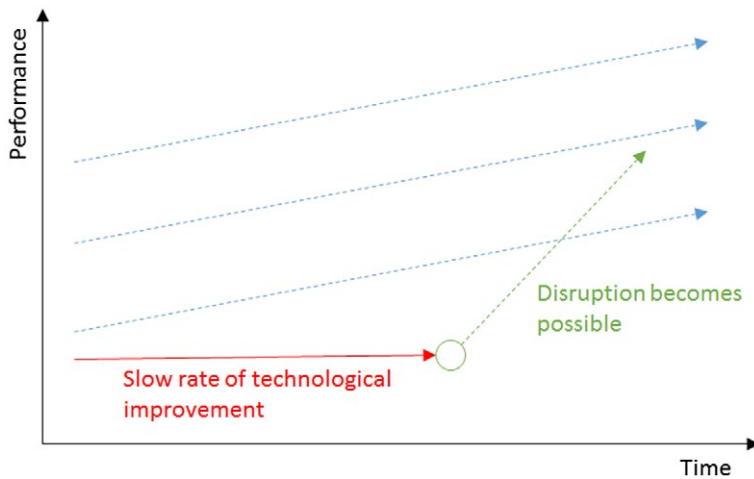 Performance
Disruption becomes
possible
Slow rate of technological
improvement
Time